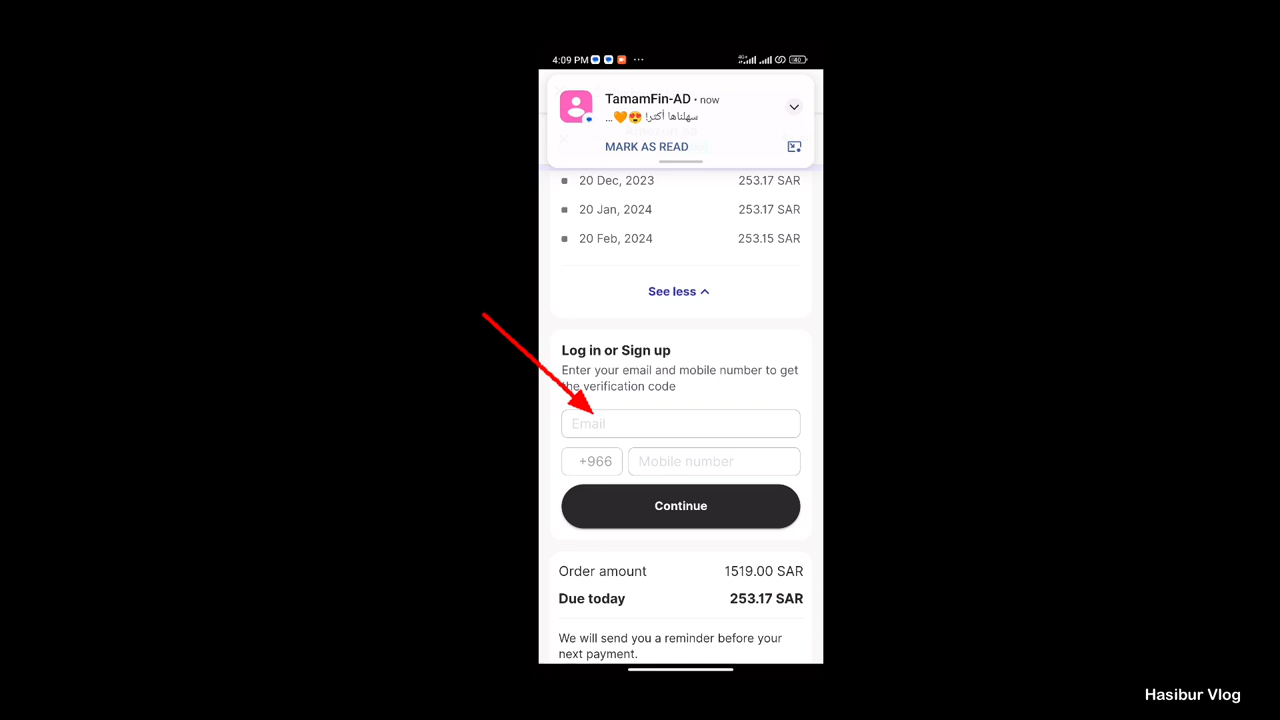 4:09 PM
TamamFin-AD • now
سهلناها أكثر! 😍🧡...
MARK AS READ
20 Dec, 2023 253.17 SAR
20 Jan, 2024 253.17 SAR
20 Feb, 2024 253.15 SAR
See less
Log in or Sign up
Enter your email and mobile number to get
the verification code
Email
+966 Mobile number
Continue
Order amount 1519.00 SAR
Due today 253.17 SAR
We will send you a reminder before your
next payment.
Hasibur Vlog